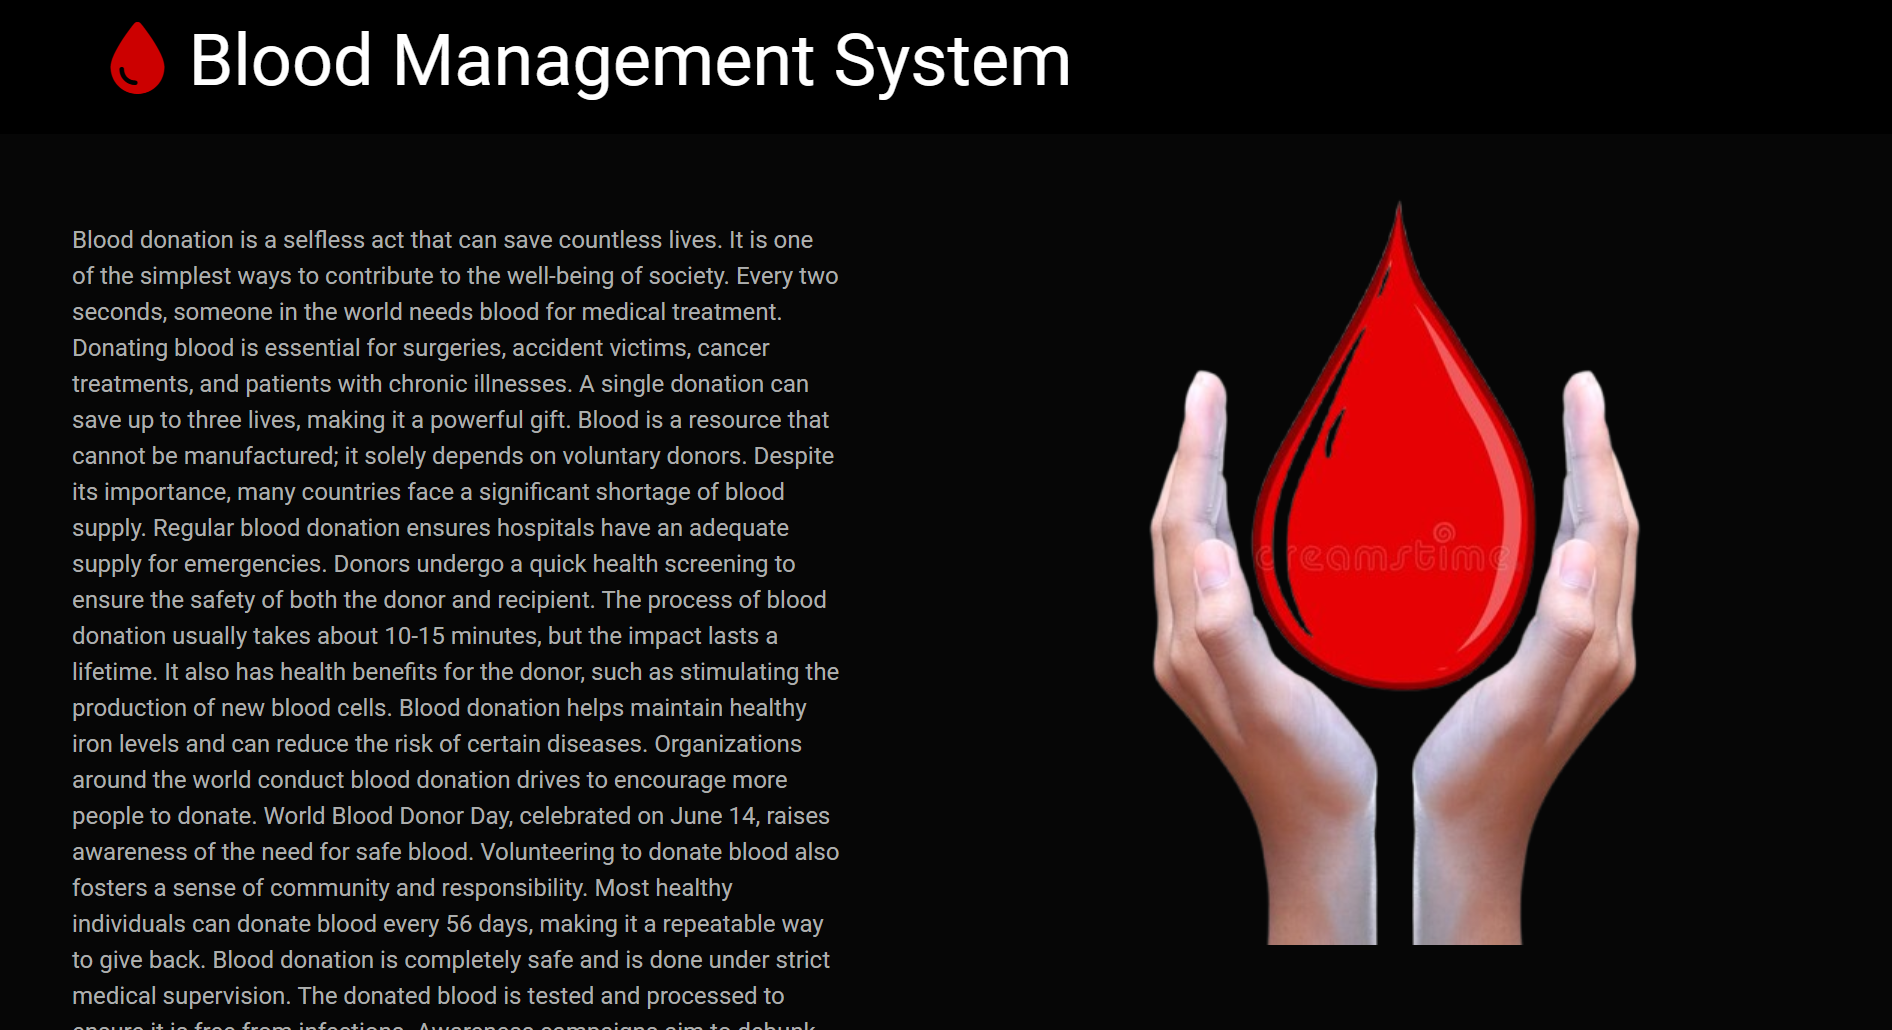 Blood Management System
Blood donation is a selfless act that can save countless lives. It is one
of the simplest ways to contribute to the well-being of society. Every two
seconds, someone in the world needs blood for medical treatment.
Donating blood is essential for surgeries, accident victims, cancer
treatments, and patients with chronic illnesses. A single donation can
save up to three lives, making it a powerful gift. Blood is a resource that
cannot be manufactured; it solely depends on voluntary donors. Despite
its importance, many countries face a significant shortage of blood
supply. Regular blood donation ensures hospitals have an adequate
supply for emergencies. Donors undergo a quick health screening to
ensure the safety of both the donor and recipient. The process of blood
donation usually takes about 10-15 minutes, but the impact lasts a
lifetime. It also has health benefits for the donor, such as stimulating the
production of new blood cells. Blood donation helps maintain healthy
iron levels and can reduce the risk of certain diseases. Organizations
around the world conduct blood donation drives to encourage more
people to donate. World Blood Donor Day, celebrated on June 14, raises
awareness of the need for safe blood. Volunteering to donate blood also
fosters a sense of community and responsibility. Most healthy
individuals can donate blood every 56 days, making it a repeatable way
to give back. Blood donation is completely safe and is done under strict
medical supervision. The donated blood is tested and processed to
ensure it is free from infections. Awareness campaigns aim to debunk
dreamstime